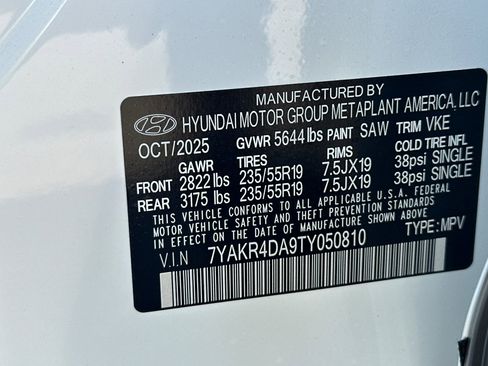 MANUFACTURED BY
HYUNDAI MOTOR GROUP METAPLANT AMERICA, LLC
OCT/2025 GVWR 5644 lbs PAINT SAW TRIM VKE
GAWR TIRES RIMS COLD TIRE INFL
FRONT 2822 lbs 235/55R19 7.5JX19 38psi SINGLE
REAR 3175 lbs 235/55R19 7.5JX19 38psi SINGLE
THIS VEHICLE CONFORMS TO ALL APPLICABLE U.S.A. FEDERAL
MOTOR VEHICLE SAFETY, BUMPER, AND THEFT PREVENTION
STANDARDS IN EFFECT ON THE DATE OF MANUFACTURE SHOWN ABOVE.
V.I.N 7YAKR4DA9TY050810 TYPE: MPV